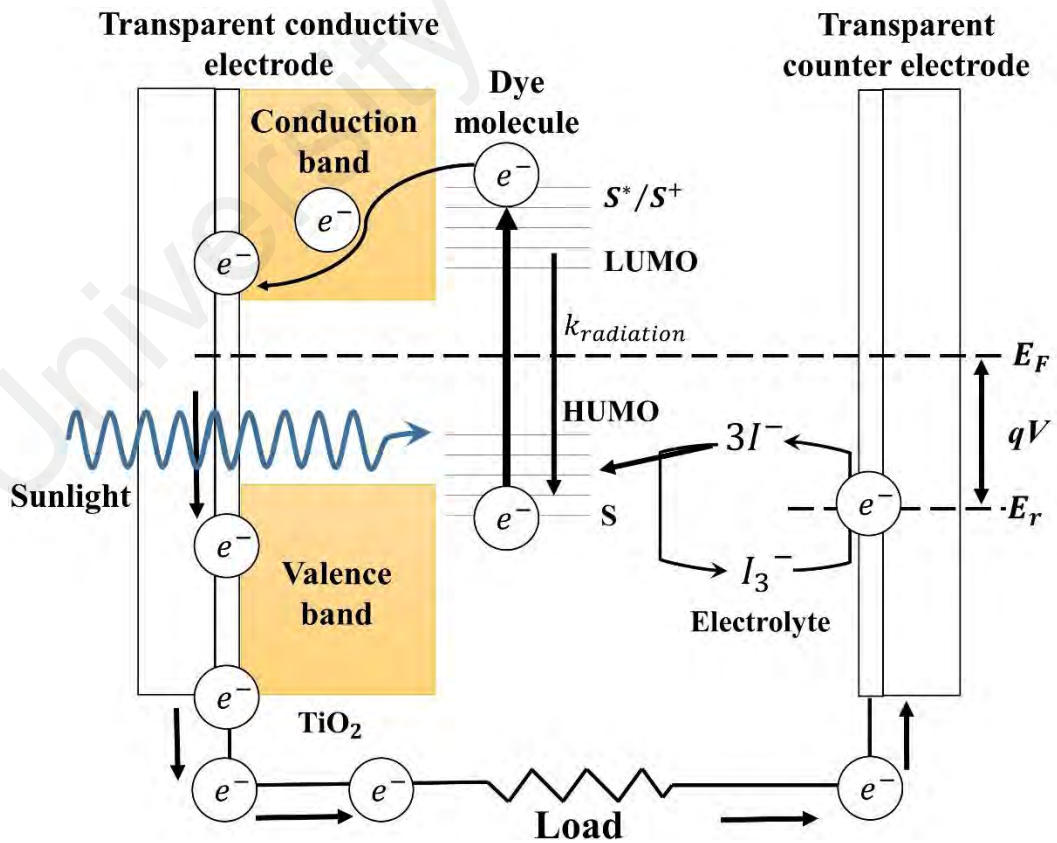 Transparent conductive
electrode
Transparent
counter electrode
Dye
molecule
Conduction
band
e⁻
e⁻
e⁻
S*/S⁺
LUMO
k_radiation
E_F
HUMO
qV
3I⁻
Sunlight
e⁻
e⁻
S
e⁻
E_r
Valence
band
I₃⁻
Electrolyte
e⁻
TiO₂
e⁻
e⁻
e⁻
Load
University